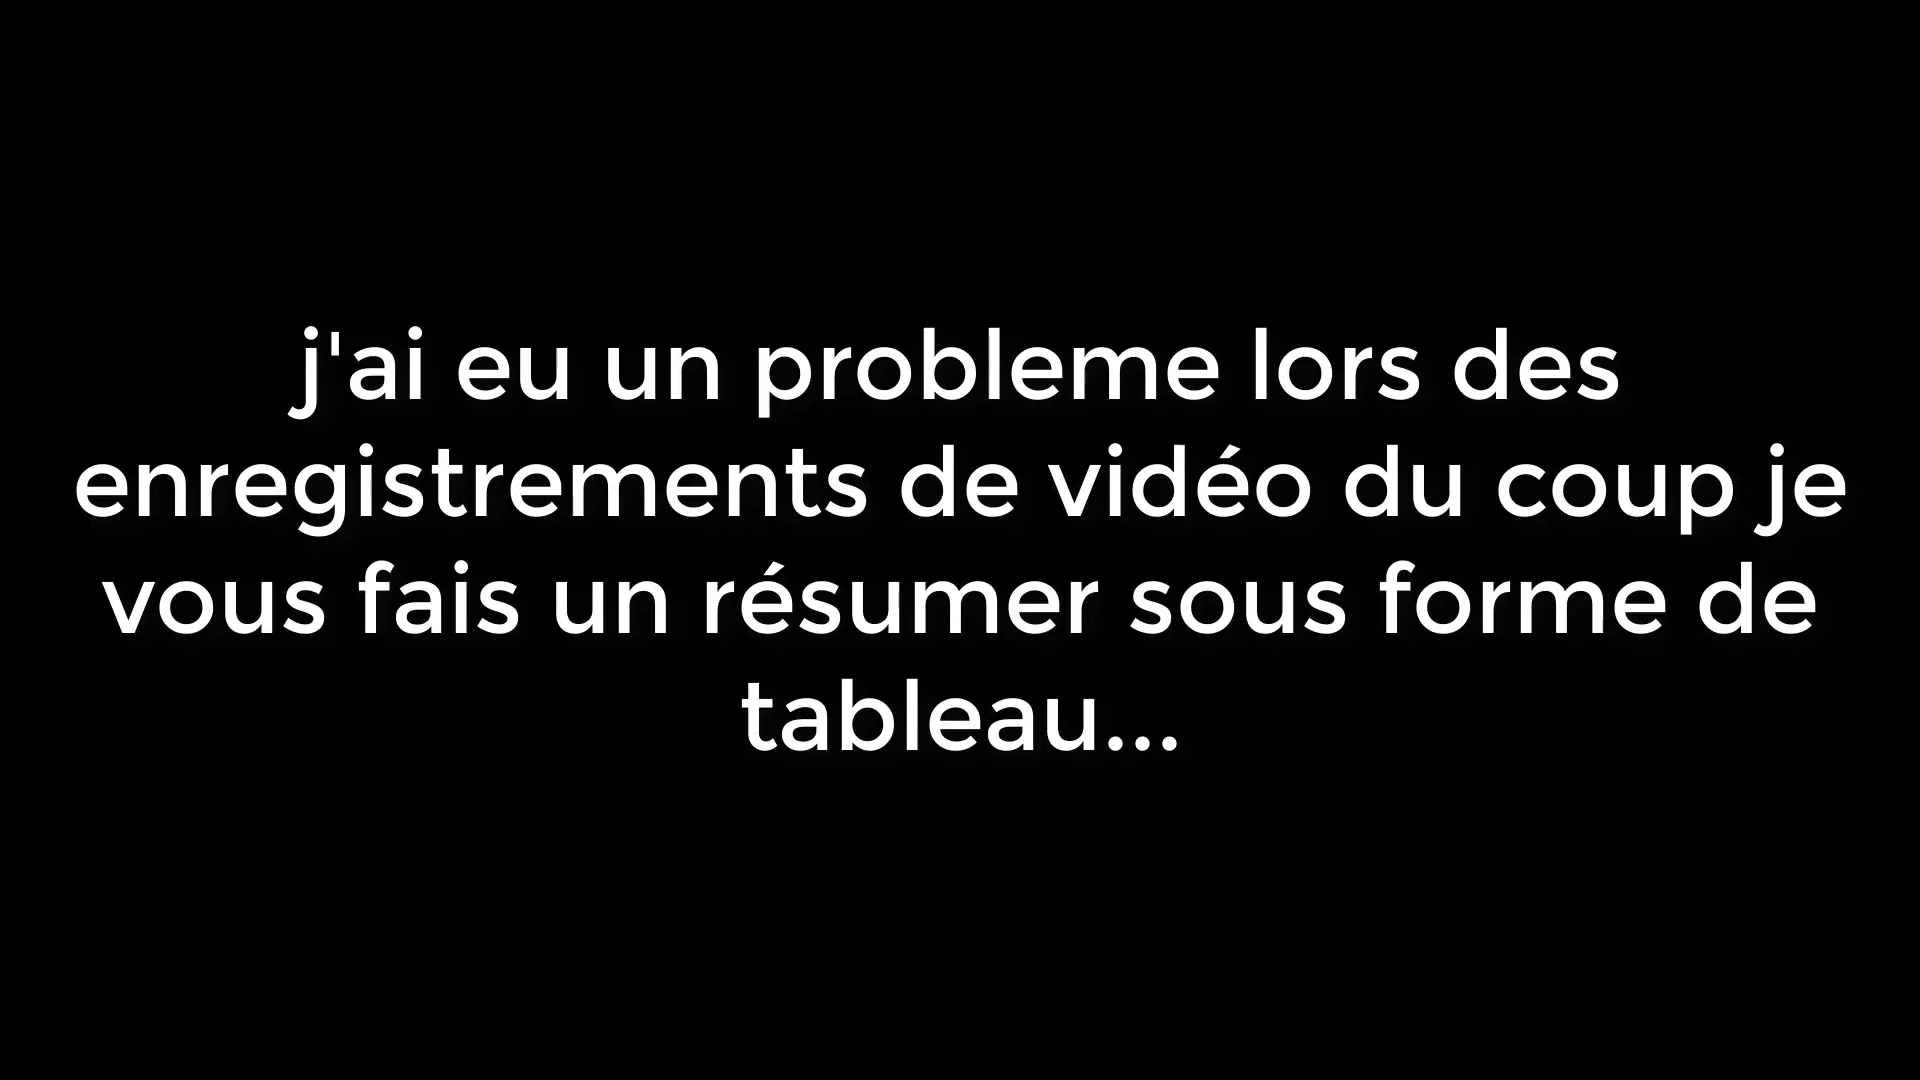 j'ai eu un probleme lors des
enregistrements de vidéo du coup je
vous fais un résumer sous forme de
tableau...